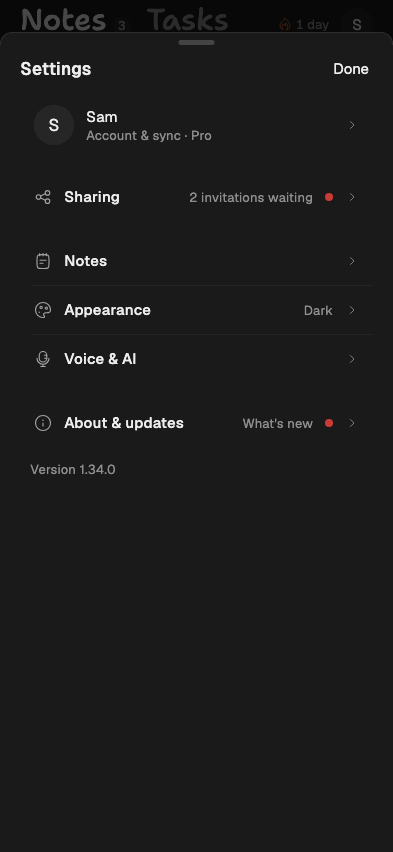 Notes 3 Tasks 1 day S
Settings Done
S Sam
Account & sync · Pro
Sharing 2 invitations waiting
Notes
Appearance Dark
Voice & AI
About & updates What's new
Version 1.34.0